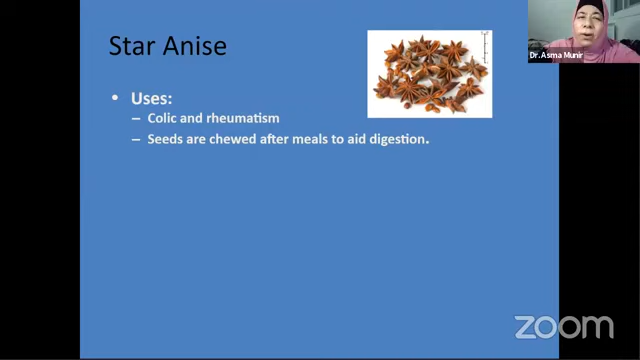 Star Anise
• Uses:
– Colic and rheumatism
– Seeds are chewed after meals to aid digestion.
Dr.Asma Munir
zoom